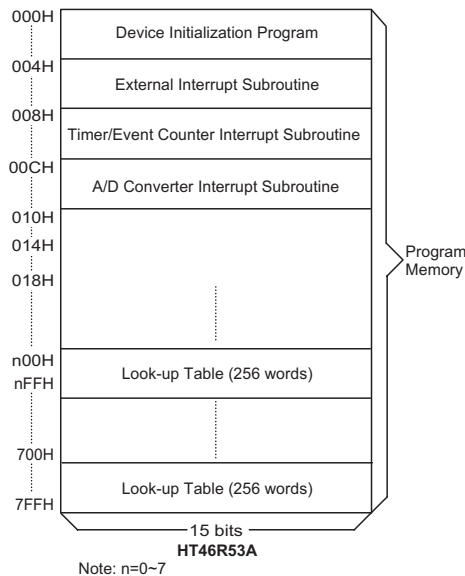 000H
Device Initialization Program
004H
External Interrupt Subroutine
008H
Timer/Event Counter Interrupt Subroutine
00CH
A/D Converter Interrupt Subroutine
010H
014H
018H
Program
Memory
n00H
Look-up Table (256 words)
nFFH
700H
Look-up Table (256 words)
7FFH
15 bits
HT46R53A
Note: n=0~7